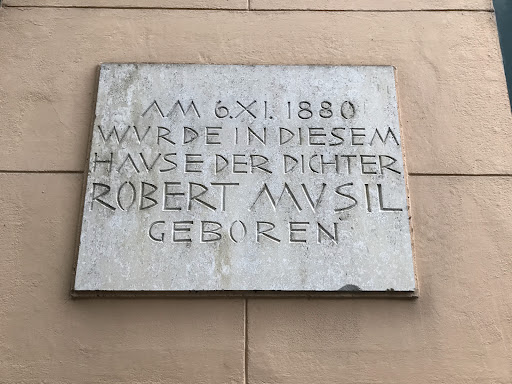 AM 6.XI. 1880
WVRDE IN DIESEM
HAVSE DER DICHTER
ROBERT MVSIL
GEBOREN